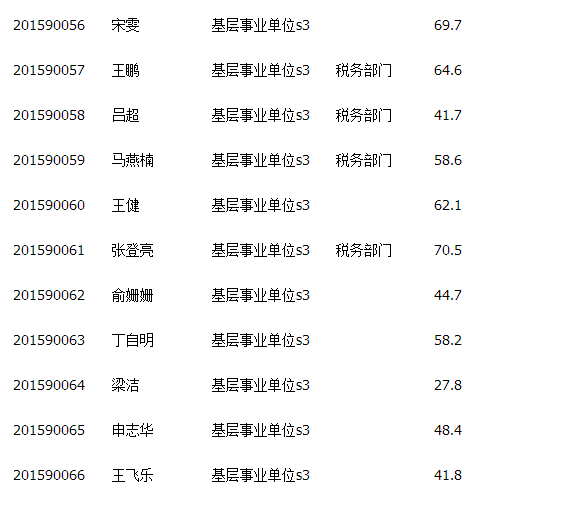 201590056 宋雯 基层事业单位s3 69.7
201590057 王鹏 基层事业单位s3 税务部门 64.6
201590058 吕超 基层事业单位s3 税务部门 41.7
201590059 马燕楠 基层事业单位s3 税务部门 58.6
201590060 王健 基层事业单位s3 62.1
201590061 张登亮 基层事业单位s3 税务部门 70.5
201590062 俞姗姗 基层事业单位s3 44.7
201590063 丁自明 基层事业单位s3 58.2
201590064 梁洁 基层事业单位s3 27.8
201590065 申志华 基层事业单位s3 48.4
201590066 王飞乐 基层事业单位s3 41.8